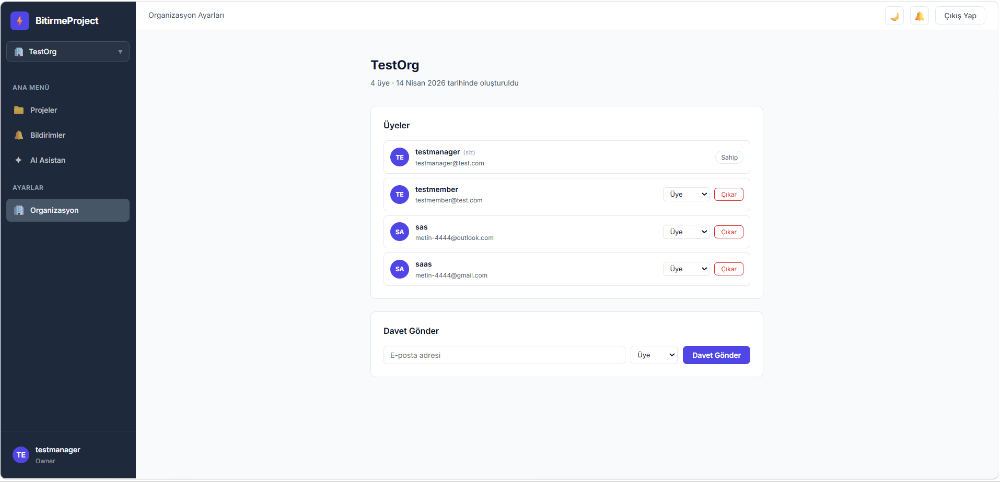 BitirmeProject
TestOrg
ANA MENÜ
Projeler
Bildirimler
AI Asistan
AYARLAR
Organizasyon
testmanager
TE
Owner
Organizasyon Ayarları
Çıkış Yap
TestOrg
4 üye · 14 Nisan 2026 tarihinde oluşturuldu
Üyeler
TE
testmanager (siz)
testmanager@test.com
Sahip
TE
testmember
testmember@test.com
Üye
Çıkar
SA
sas
metin-4444@outlook.com
Üye
Çıkar
SA
saas
metin-4444@gmail.com
Üye
Çıkar
Davet Gönder
E-posta adresi
Üye
Davet Gönder